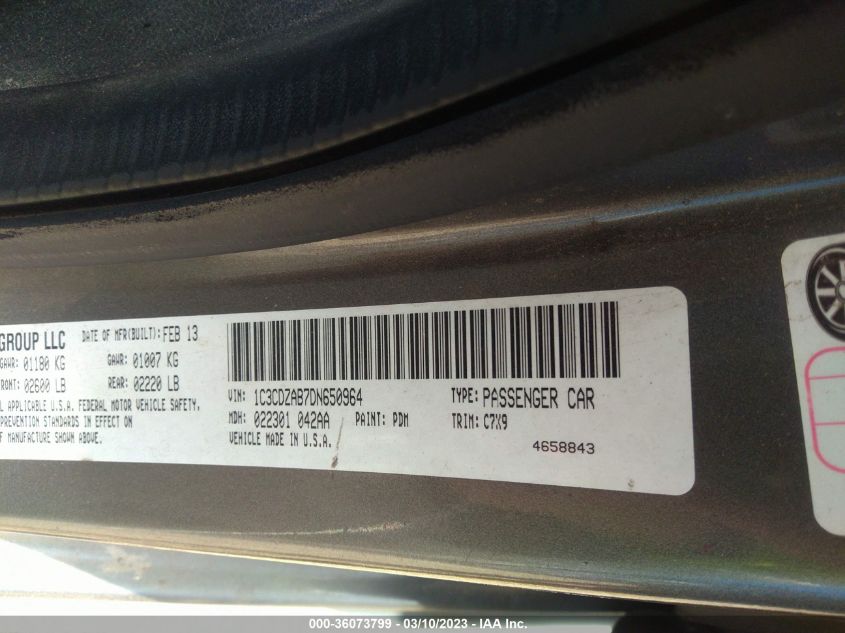 GROUP LLC DATE OF MFR(BUILT): FEB 13
GAWR: 01180 KG GAWR: 01007 KG
FRONT: 02600 LB REAR: 02220 LB
APPLICABLE U.S.A. FEDERAL MOTOR VEHICLE SAFETY,
PREVENTION STANDARDS IN EFFECT ON
MANUFACTURE SHOWN ABOVE.
VIN: 1C3CDZAB7DN650964 TYPE: PASSENGER CAR
MDH: 022301 042AA PAINT: PDM TRIM: C7X9
VEHICLE MADE IN U.S.A.
4658843
000-36073799 — 03/10/2023 — IAA Inc.